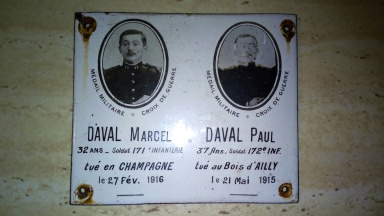 MÉDAILLE MILITAIRE + CROIX DE GUERRE
MÉDAILLE MILITAIRE + CROIX DE GUERRE
DAVAL MARCEL
32 ANS _ Soldat 171e INFANTERIE
tué en CHAMPAGNE
le 27 Fév. 1916
DAVAL PAUL
37 Ans, Soldat 172e INF.
tué au Bois d'AILLY
le 21 Mai 1915